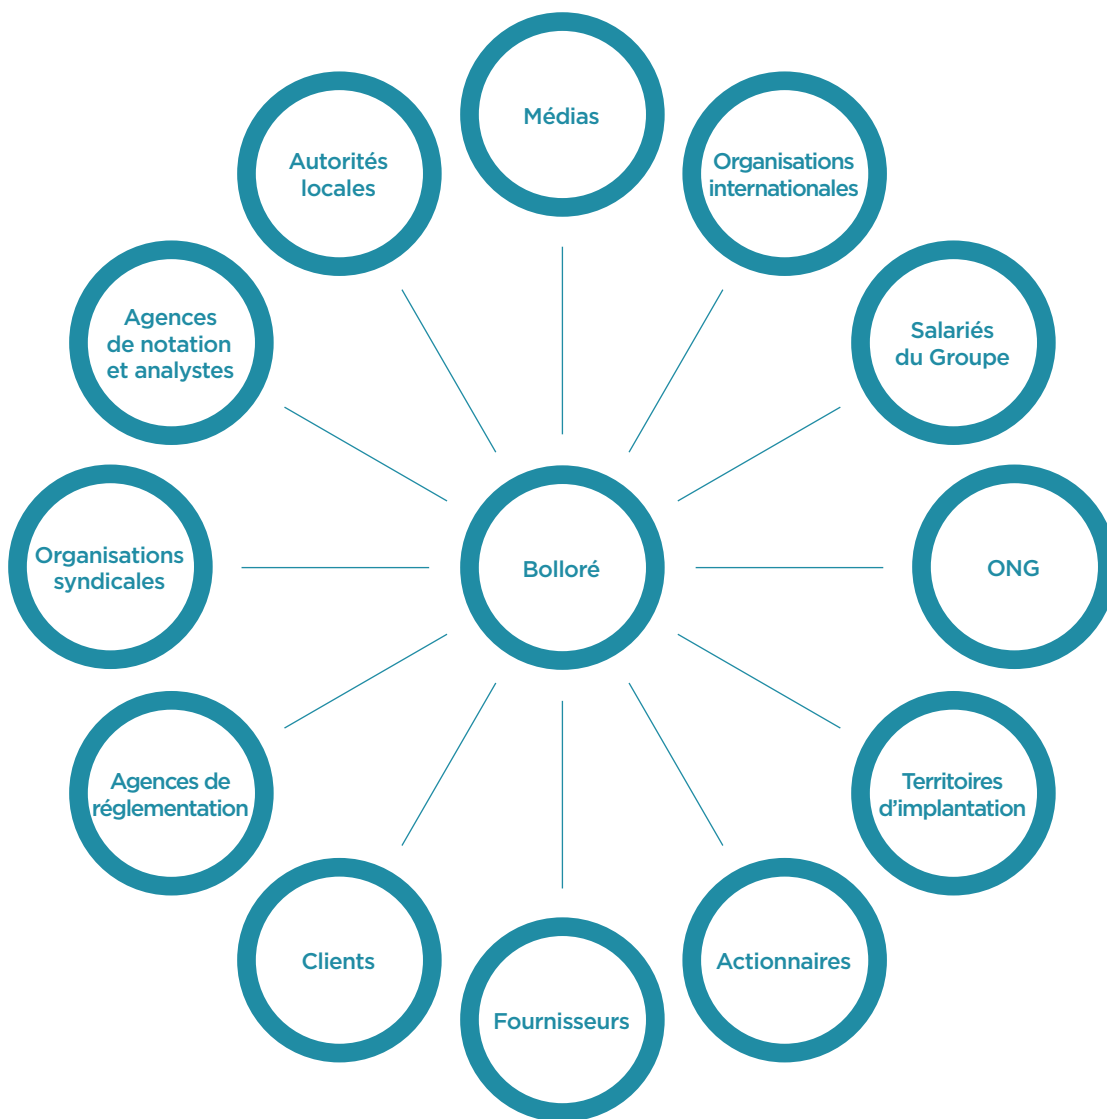 Médias
Organisations
internationales
Autorités
locales
Salariés
du Groupe
Agences
de notation
et analystes
ONG
Organisations
syndicales
Bolloré
Territoires
d’implantation
Agences de
réglementation
Actionnaires
Clients
Fournisseurs